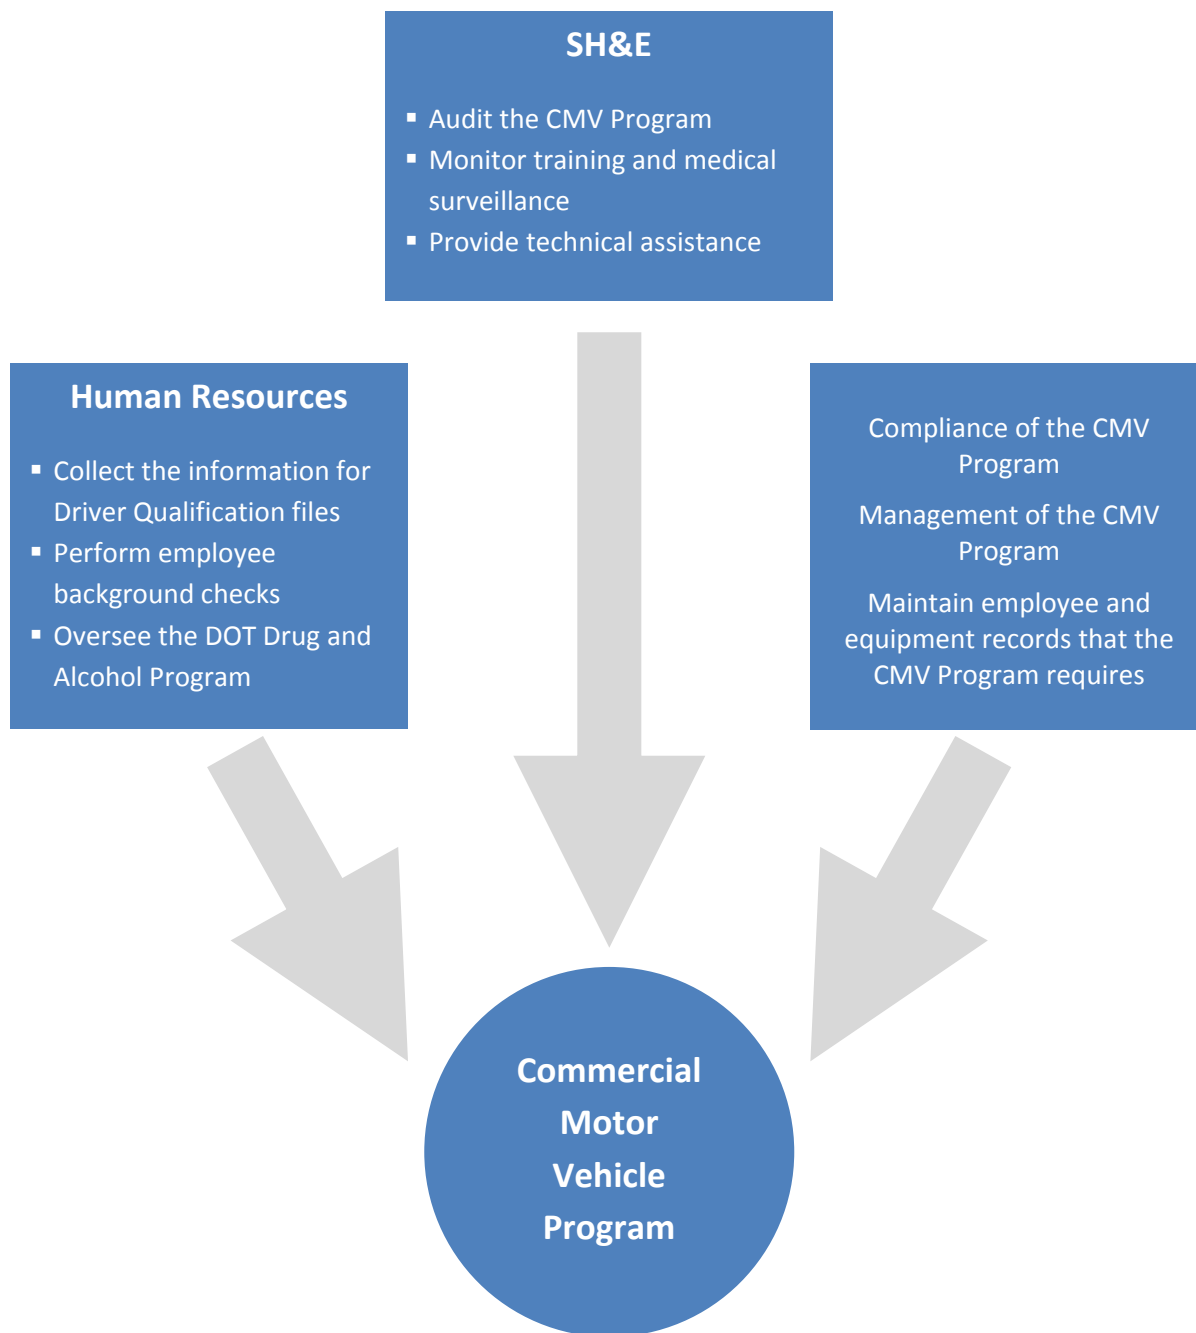 SH&E
▪ Audit the CMV Program
▪ Monitor training and medical
surveillance
▪ Provide technical assistance
Human Resources
▪ Collect the information for
Driver Qualification files
▪ Perform employee
background checks
▪ Oversee the DOT Drug and
Alcohol Program
Compliance of the CMV
Program
Management of the CMV
Program
Maintain employee and
equipment records that the
CMV Program requires
Commercial
Motor
Vehicle
Program